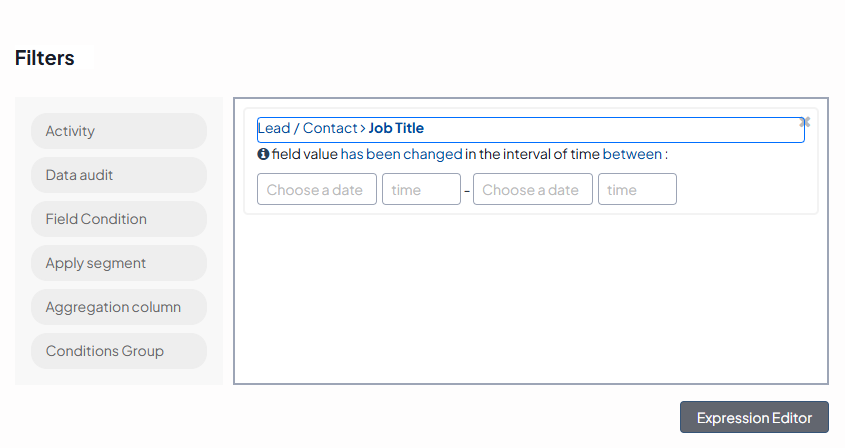 Filters
Activity
Data audit
Field Condition
Apply segment
Aggregation column
Conditions Group
Lead / Contact > Job Title
field value has been changed in the interval of time between :
Choose a date time - Choose a date time
Expression Editor